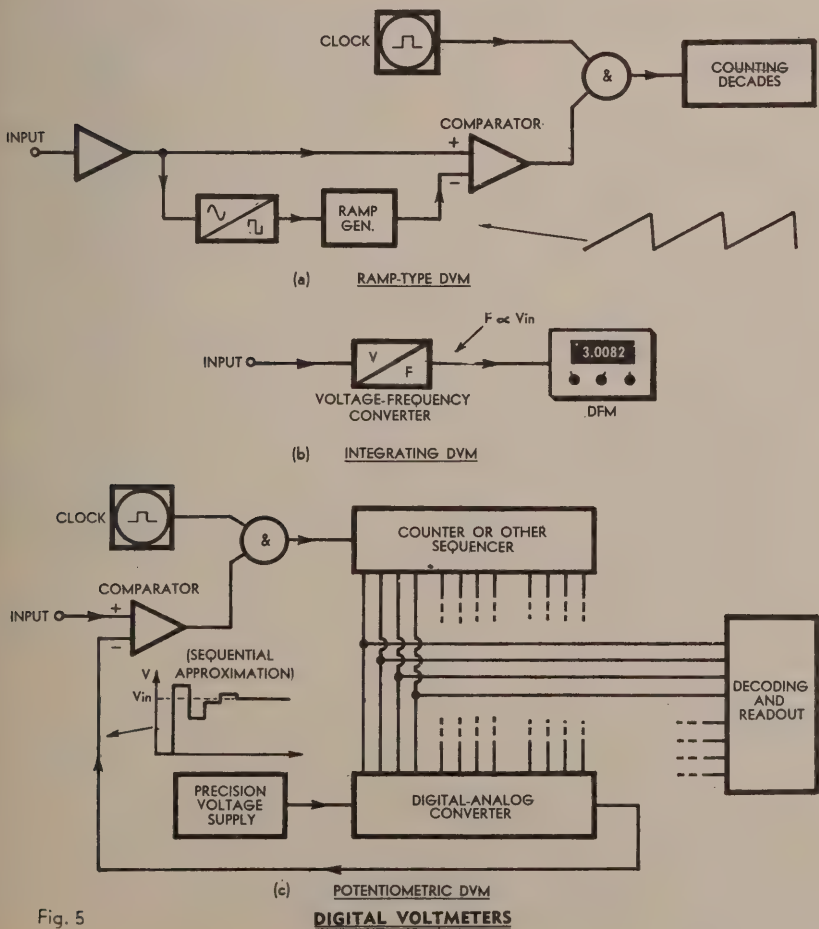 CLOCK
&
COUNTING
DECADES
COMPARATOR
INPUT
+
−
RAMP
GEN.
(a) RAMP-TYPE DVM
F ∝ Vin
INPUT
V
F
3.0082
VOLTAGE-FREQUENCY
CONVERTER
DFM
(b) INTEGRATING DVM
CLOCK
&
COUNTER OR OTHER
SEQUENCER
COMPARATOR
INPUT
+
−
(SEQUENTIAL
APPROXIMATION)
V
Vin
DECODING
AND
READOUT
PRECISION
VOLTAGE
SUPPLY
DIGITAL-ANALOG
CONVERTER
(c) POTENTIOMETRIC DVM
Fig. 5 DIGITAL VOLTMETERS